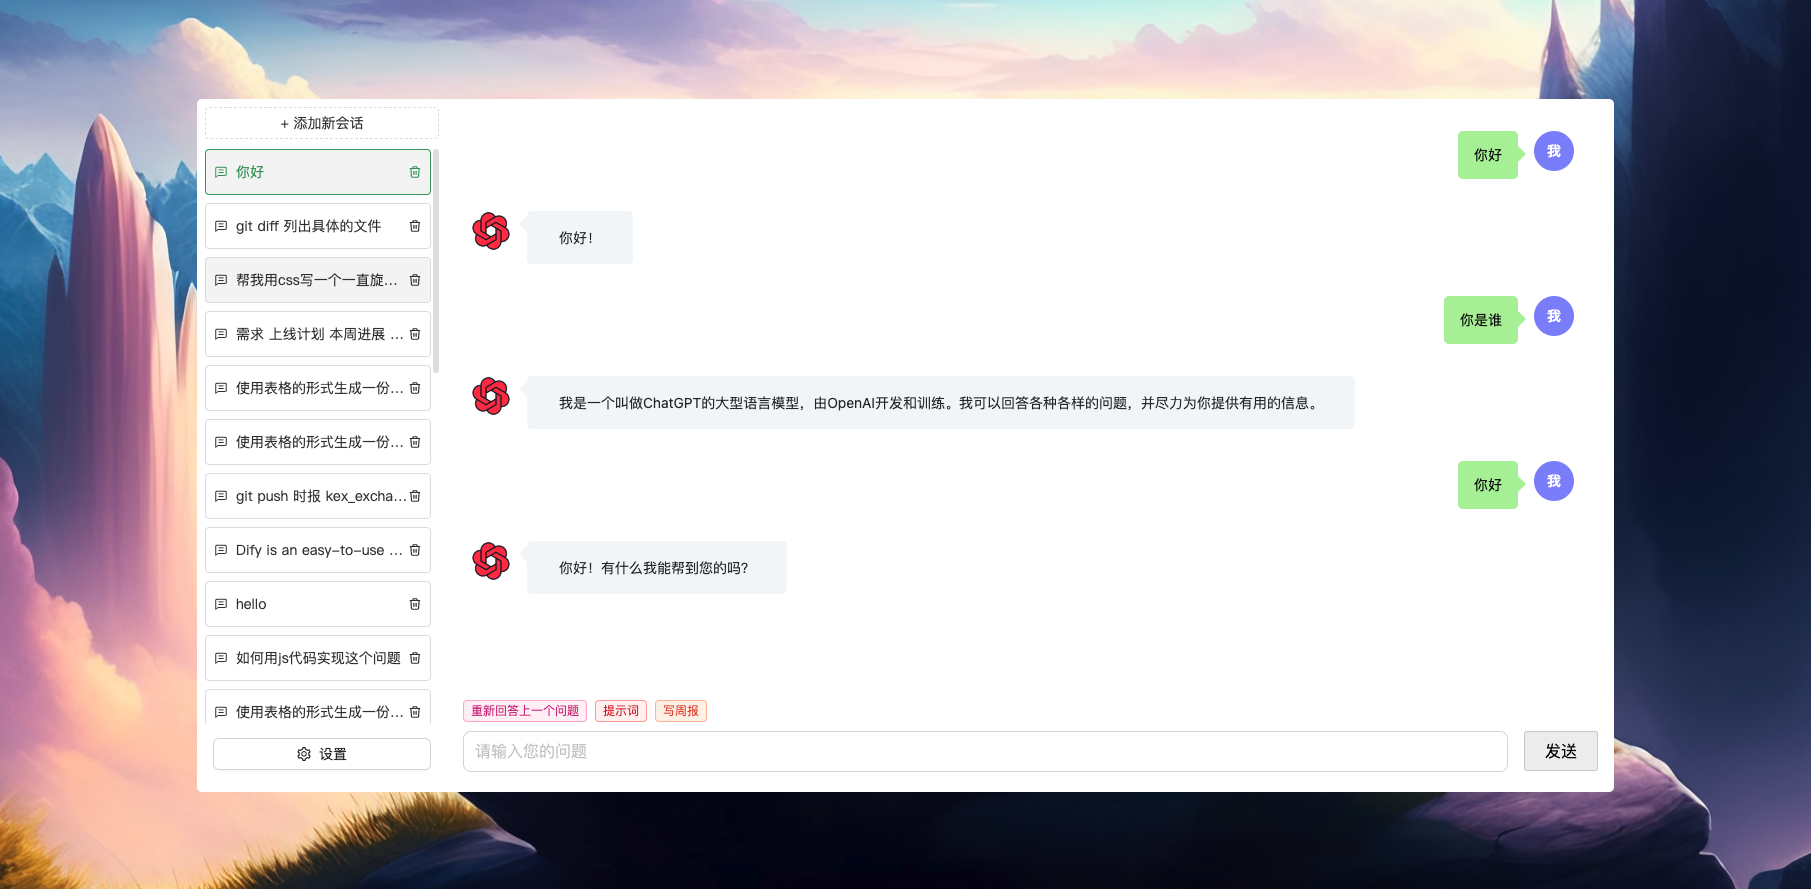 + 添加新会话
你好
git diff 列出具体的文件
帮我用css写一个一直旋...
需求 上线计划 本周进展 ...
使用表格的形式生成一份...
使用表格的形式生成一份...
git push 时报 kex_excha...
Dify is an easy-to-use ...
hello
如何用js代码实现这个问题
使用表格的形式生成一份...
设置
你好
我
你好！
你是谁
我
我是一个叫做ChatGPT的大型语言模型，由OpenAI开发和训练。我可以回答各种各样的问题，并尽力为你提供有用的信息。
你好
我
你好！有什么我能帮到您的吗？
重新回答上一个问题 提示词 写周报
请输入您的问题
发送